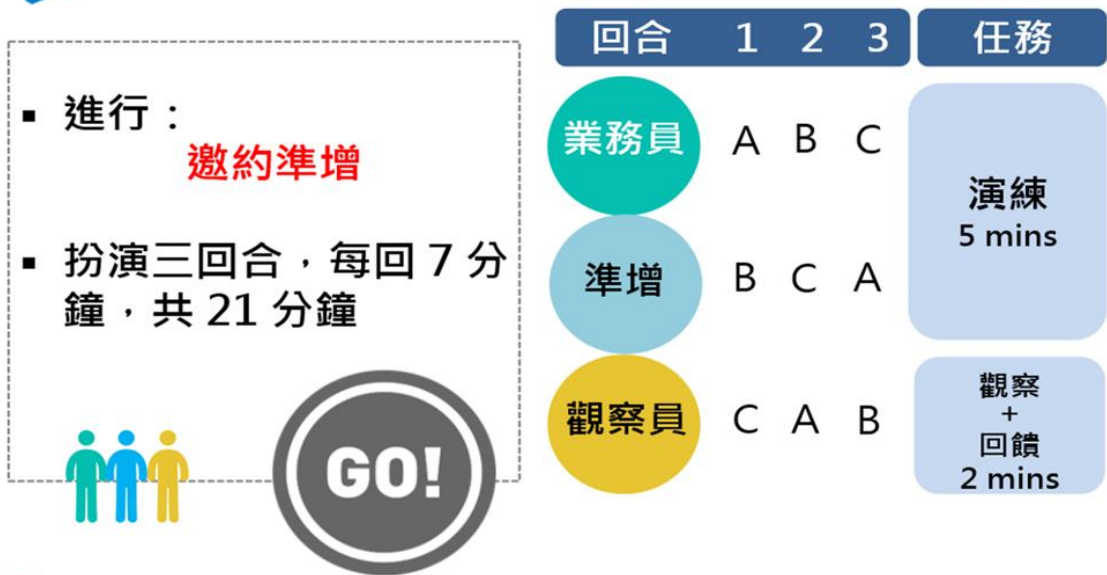 ▪ 進行：
邀約準增
▪ 扮演三回合，每回 7 分
鐘，共 21 分鐘
GO!
回合 1 2 3 任務
業務員 A B C
準增 B C A
觀察員 C A B
演練
5 mins
觀察
+
回饋
2 mins